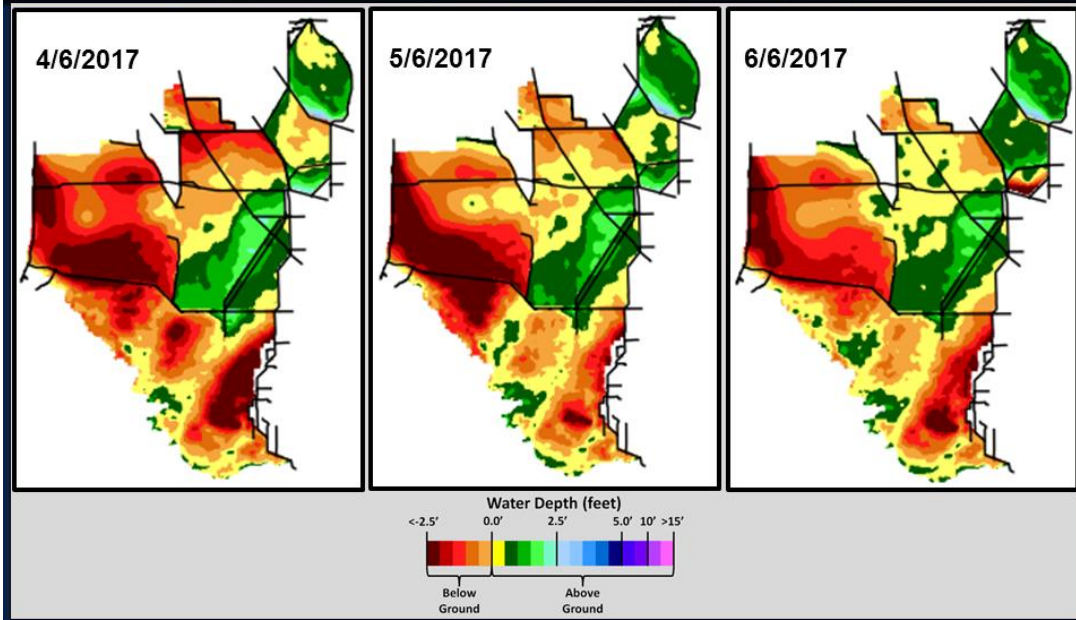 4/6/2017
5/6/2017
6/6/2017
Water Depth (feet)
<-2.5' 0.0' 2.5' 5.0' 10' >15'
Below Ground
Above Ground